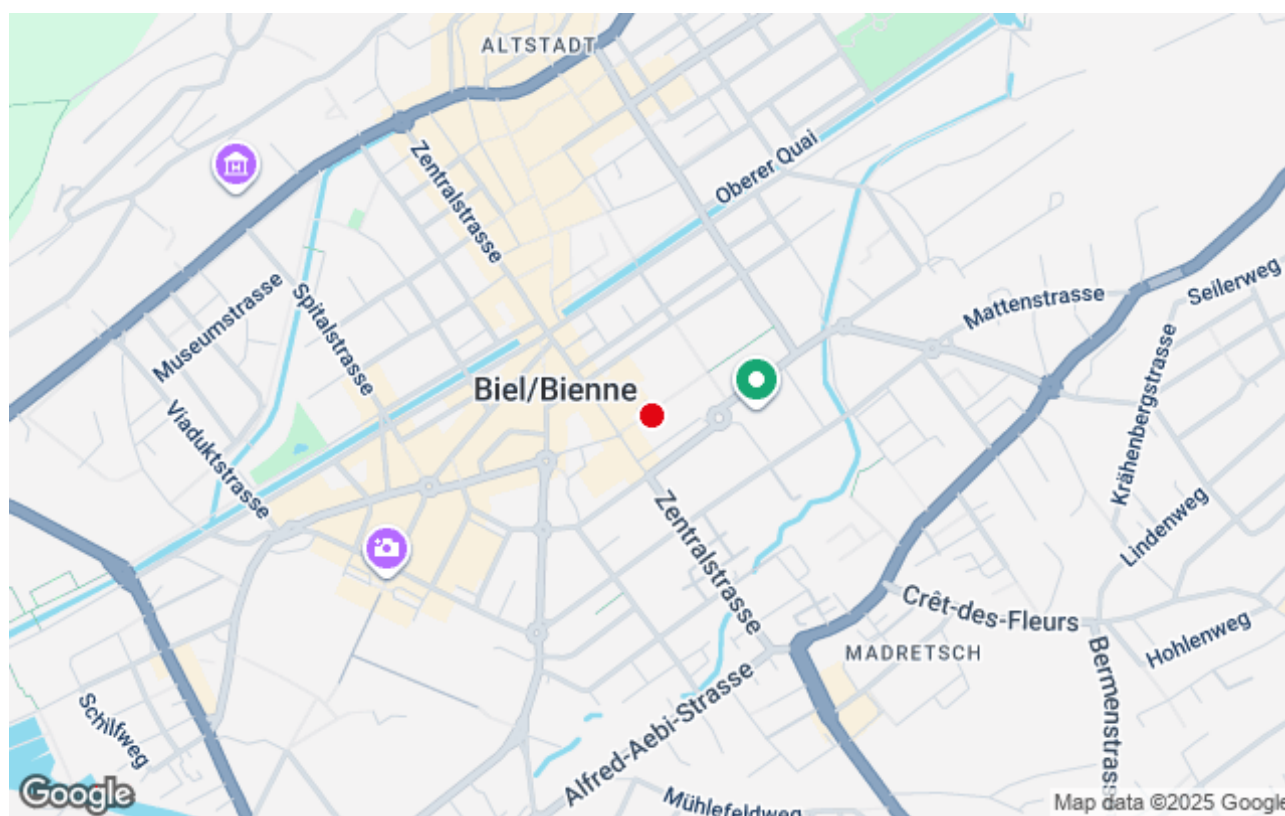 ALTSTADT
Zentralstrasse
Oberer Quai
Museumstrasse
Spitalstrasse
Mattenstrasse
Seilerweg
Krähenbergstrasse
Biel/Bienne
Viaduktstrasse
Zentralstrasse
Lindenweg
Crêt-des-Fleurs
MADRETSCH
Hohlenweg
Bermenstrass
Schilfweg
Alfred-Aebi-Strasse
Mühlefeldweg
Google
Map data ©2025 Google